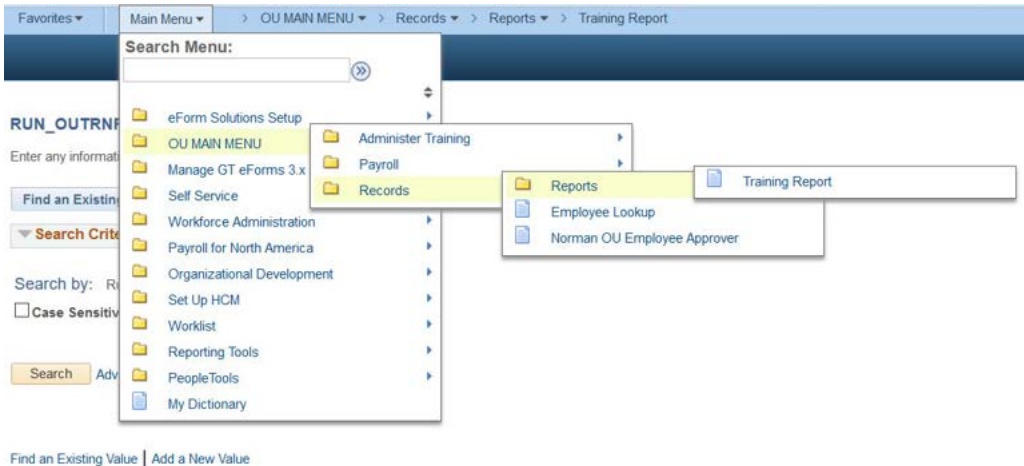 Favorites Main Menu > OU MAIN MENU > Records > Reports > Training Report
Search Menu:
RUN_OUTRNF
Enter any informati
Find an Existin
Search Crite
Search by:
Case Sensitiv
Search Adv
eForm Solutions Setup
OU MAIN MENU
Manage GT eForms 3.x
Self Service
Workforce Administration
Payroll for North America
Organizational Development
Set Up HCM
Worklist
Reporting Tools
PeopleTools
My Dictionary
Administer Training
Payroll
Records
Reports
Employee Lookup
Norman OU Employee Approver
Training Report
Find an Existing Value | Add a New Value